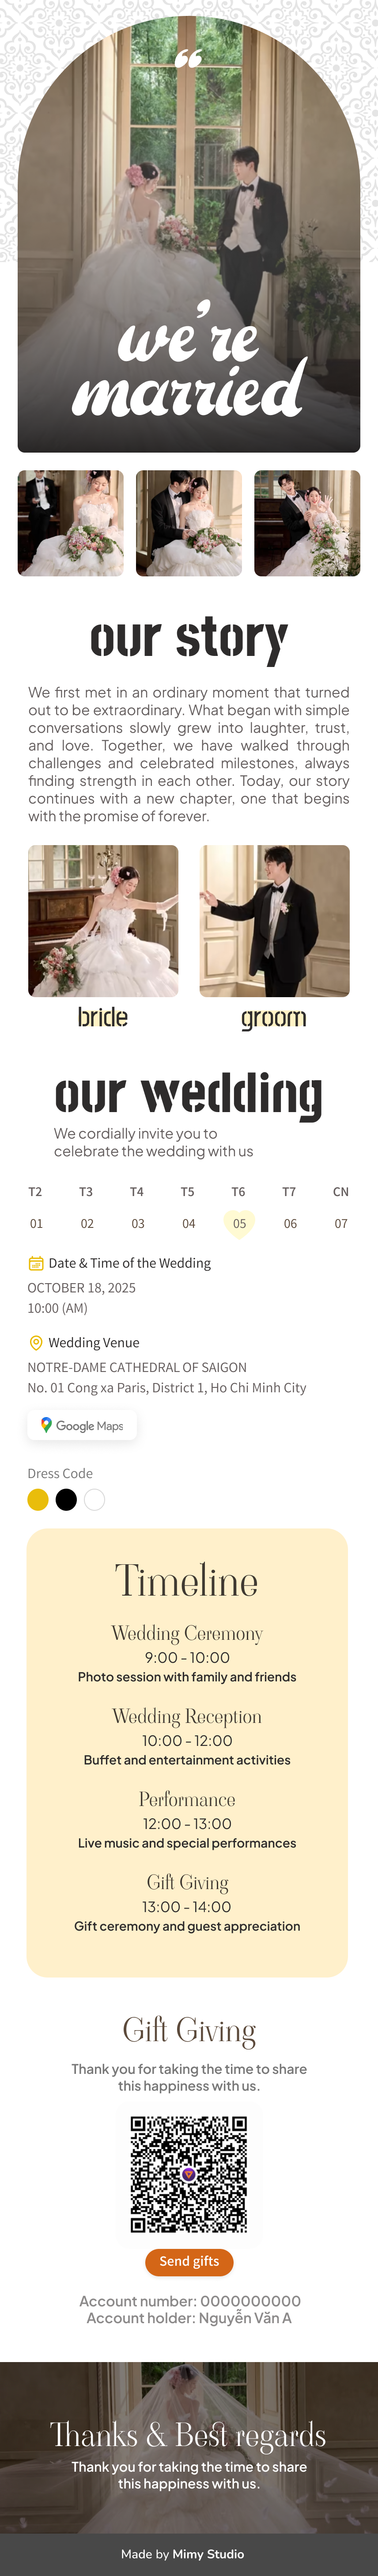 “
we're
married
our story
We first met in an ordinary moment that turned
out to be extraordinary. What began with simple
conversations slowly grew into laughter, trust,
and love. Together, we have walked through
challenges and celebrated milestones, always
finding strength in each other. Today, our story
continues with a new chapter, one that begins
with the promise of forever.
bride
groom
our wedding
We cordially invite you to
celebrate the wedding with us
T2 T3 T4 T5 T6 T7 CN
01 02 03 04 05 06 07
Date & Time of the Wedding
OCTOBER 18, 2025
10:00 (AM)
Wedding Venue
NOTRE-DAME CATHEDRAL OF SAIGON
No. 01 Cong xa Paris, District 1, Ho Chi Minh City
Google Maps
Dress Code
Timeline
Wedding Ceremony
9:00 - 10:00
Photo session with family and friends
Wedding Reception
10:00 - 12:00
Buffet and entertainment activities
Performance
12:00 - 13:00
Live music and special performances
Gift Giving
13:00 - 14:00
Gift ceremony and guest appreciation
Gift Giving
Thank you for taking the time to share
this happiness with us.
Send gifts
Account number: 0000000000
Account holder: Nguyễn Văn A
Thanks & Best regards
Thank you for taking the time to share
this happiness with us.
Made by Mimy Studio